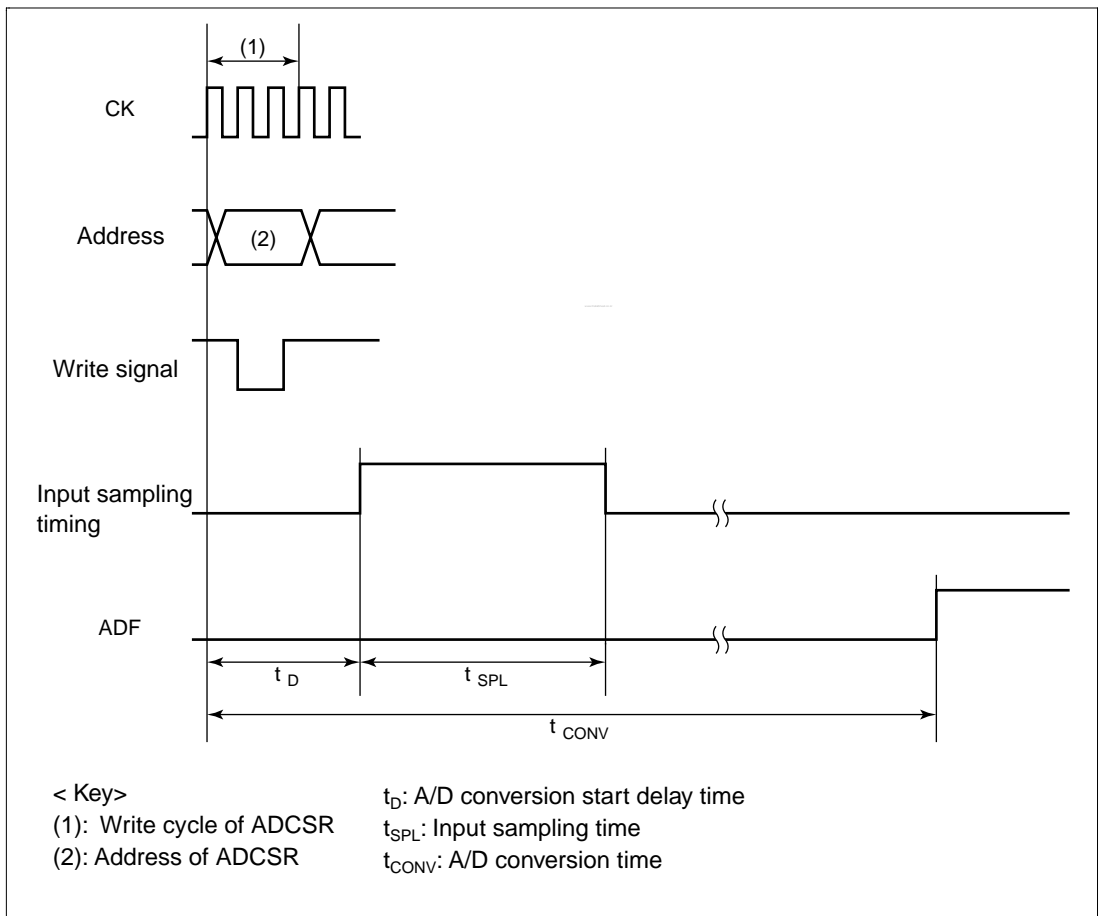 (1)
CK
Address
(2)
Write signal
Input sampling
timing
ADF
t D
t SPL
t CONV
< Key>
(1): Write cycle of ADCSR
(2): Address of ADCSR
tD: A/D conversion start delay time
tSPL: Input sampling time
tCONV: A/D conversion time